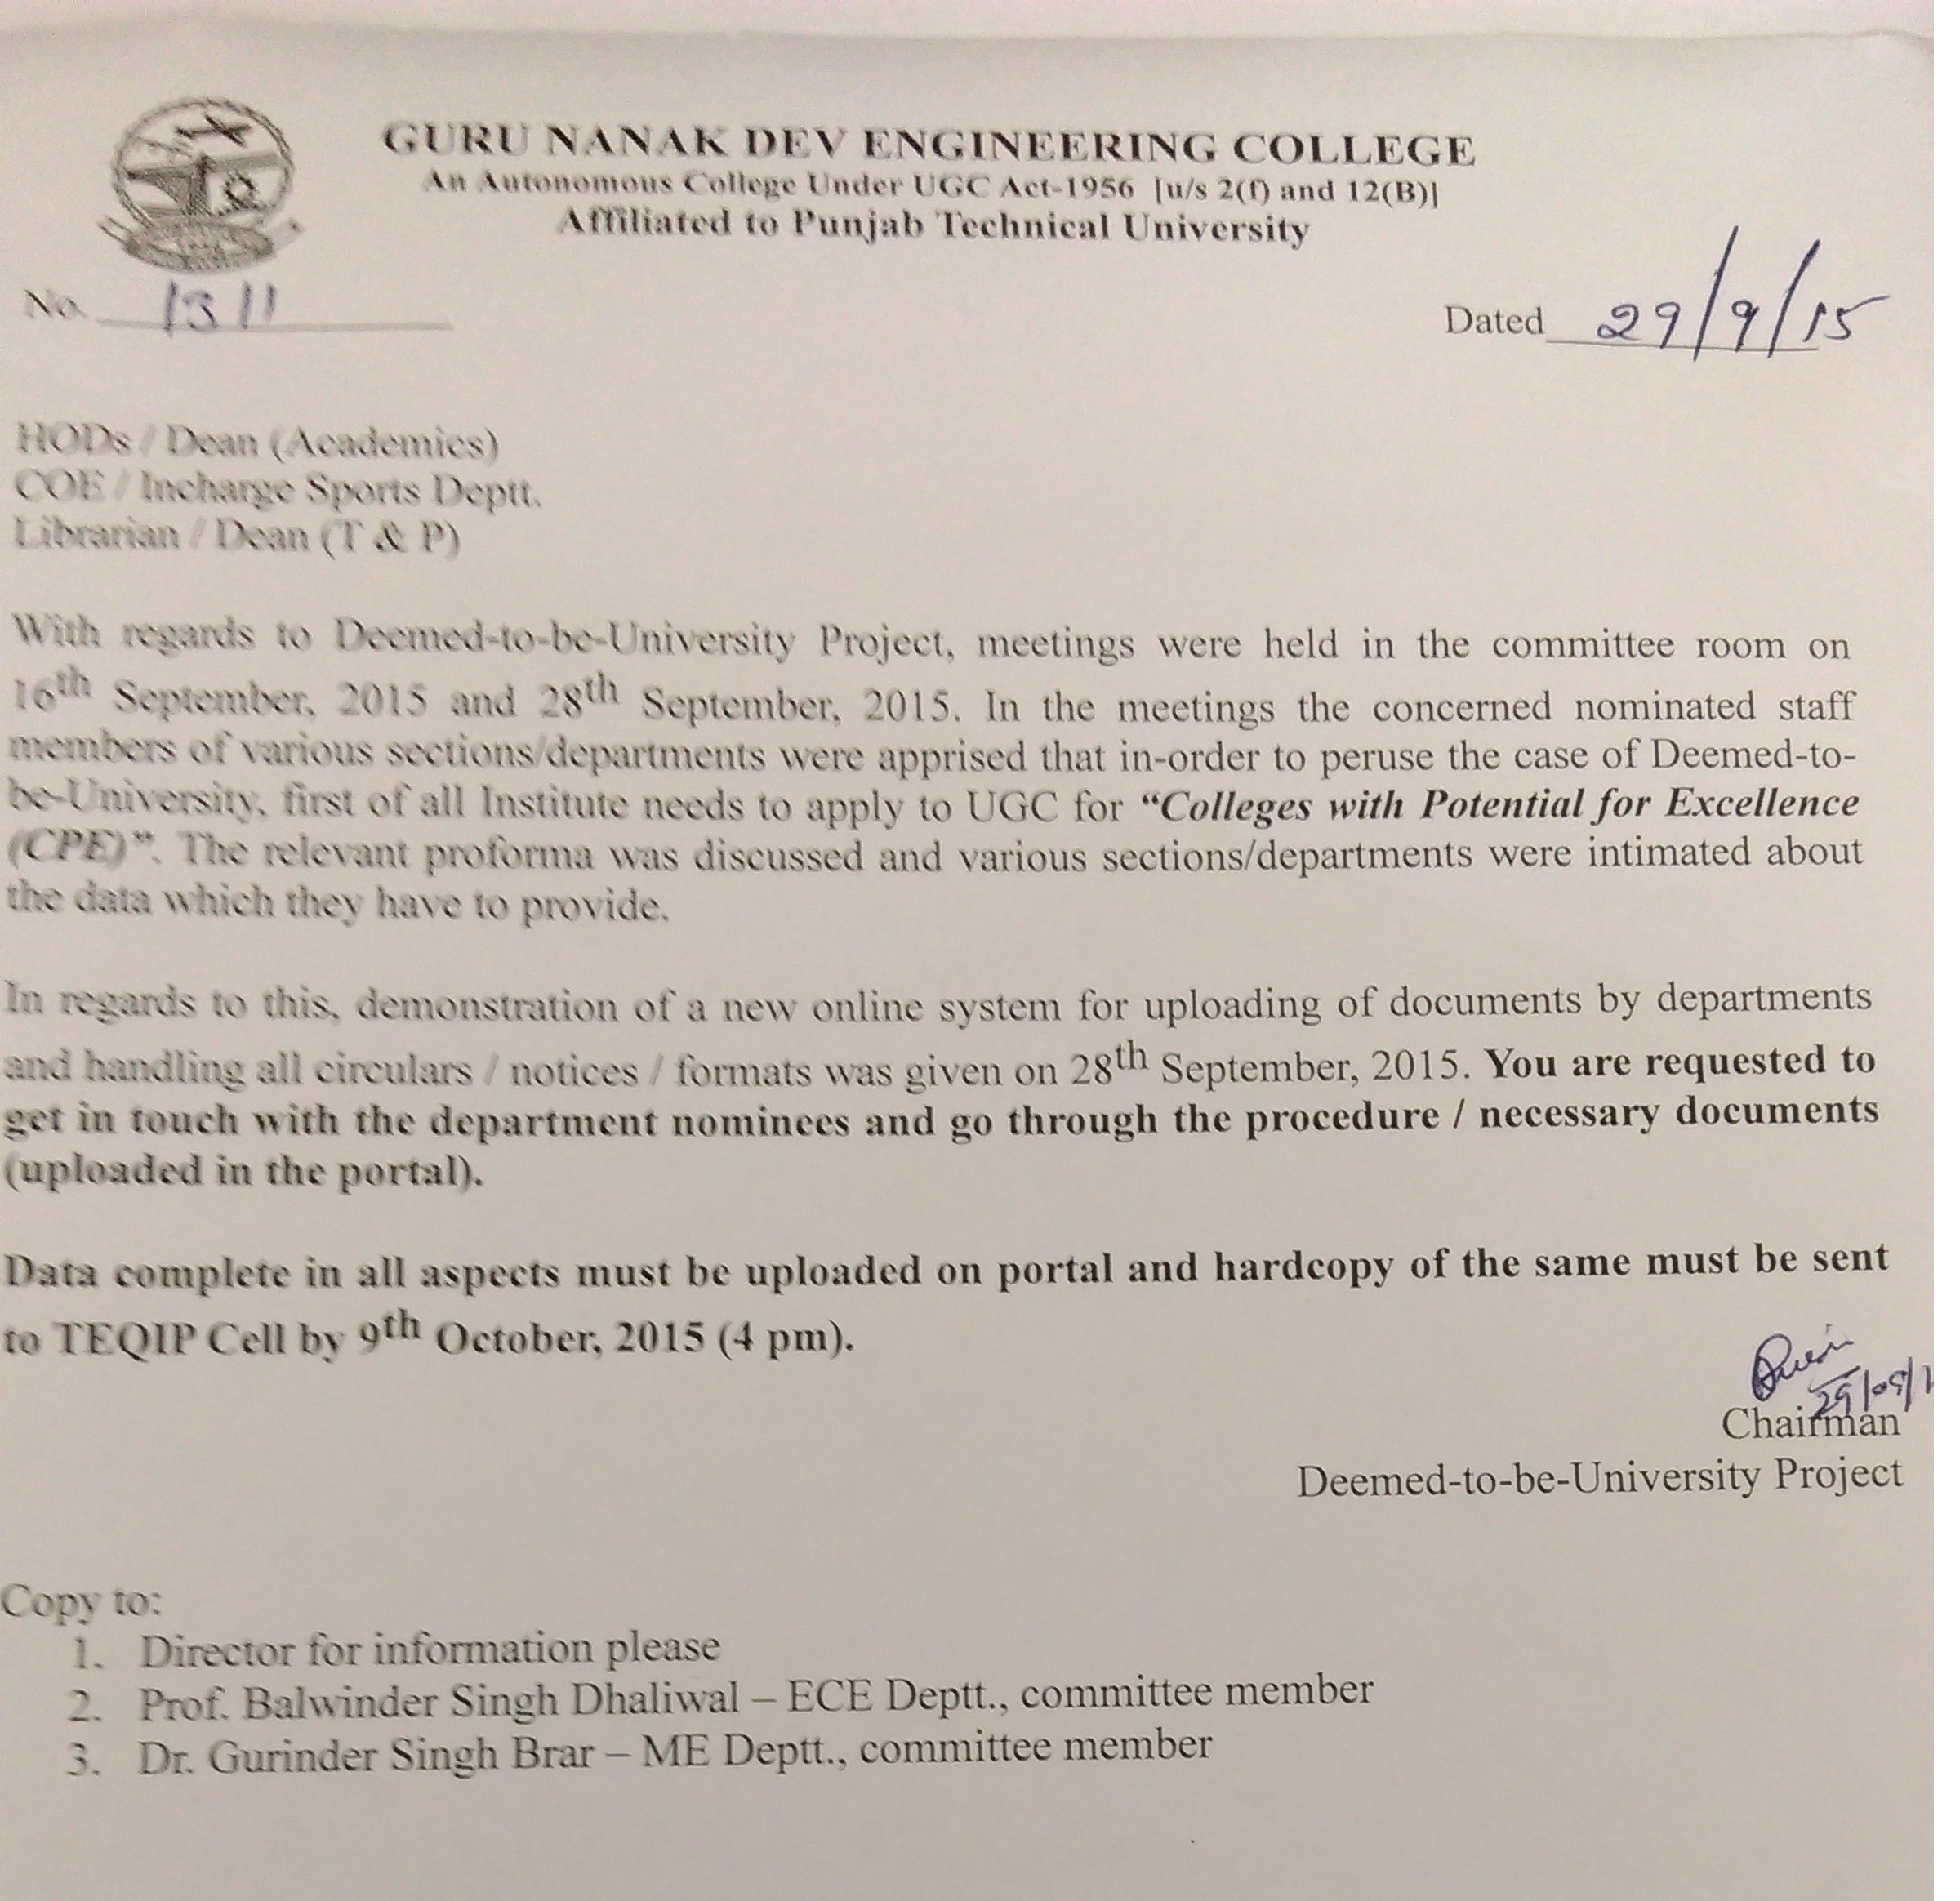 GURU NANAK DEV ENGINEERING COLLEGE
An Autonomous College Under UGC Act-1956 [u/s 2(f) and 12(B)]
Affiliated to Punjab Technical University
No. 1311
Dated 29/9/15
HODs / Dean (Academics)
COE / Incharge Sports Deptt.
Librarian / Dean (T & P)
With regards to Deemed-to-be-University Project, meetings were held in the committee room on
16th September, 2015 and 28th September, 2015. In the meetings the concerned nominated staff
members of various sections/departments were apprised that in-order to peruse the case of Deemed-to-
be-University, first of all Institute needs to apply to UGC for “Colleges with Potential for Excellence
(CPE)”. The relevant proforma was discussed and various sections/departments were intimated about
the data which they have to provide.
In regards to this, demonstration of a new online system for uploading of documents by departments
and handling all circulars / notices / formats was given on 28th September, 2015. You are requested to
get in touch with the department nominees and go through the procedure / necessary documents
(uploaded in the portal).
Data complete in all aspects must be uploaded on portal and hardcopy of the same must be sent
to TEQIP Cell by 9th October, 2015 (4 pm).
29/09/1
Chairman
Deemed-to-be-University Project
Copy to:
1. Director for information please
2. Prof. Balwinder Singh Dhaliwal – ECE Deptt., committee member
3. Dr. Gurinder Singh Brar – ME Deptt., committee member